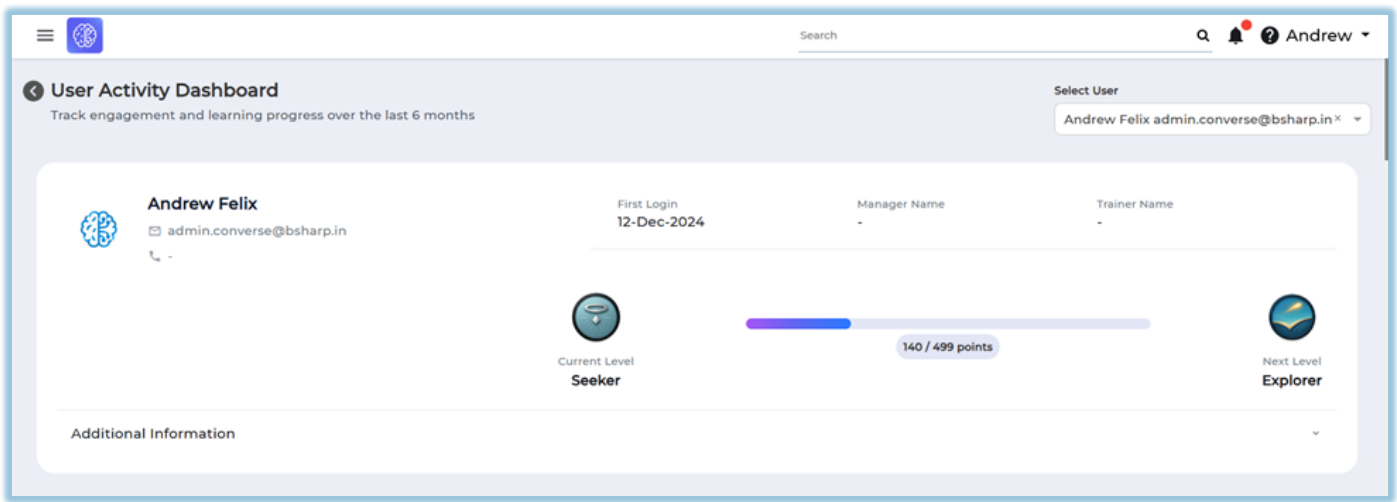 Search
Andrew
User Activity Dashboard
Track engagement and learning progress over the last 6 months
Select User
Andrew Felix admin.converse@bsharp.in ×
Andrew Felix
admin.converse@bsharp.in
-
First Login
12-Dec-2024
Manager Name
-
Trainer Name
-
Current Level
Seeker
140 / 499 points
Next Level
Explorer
Additional Information